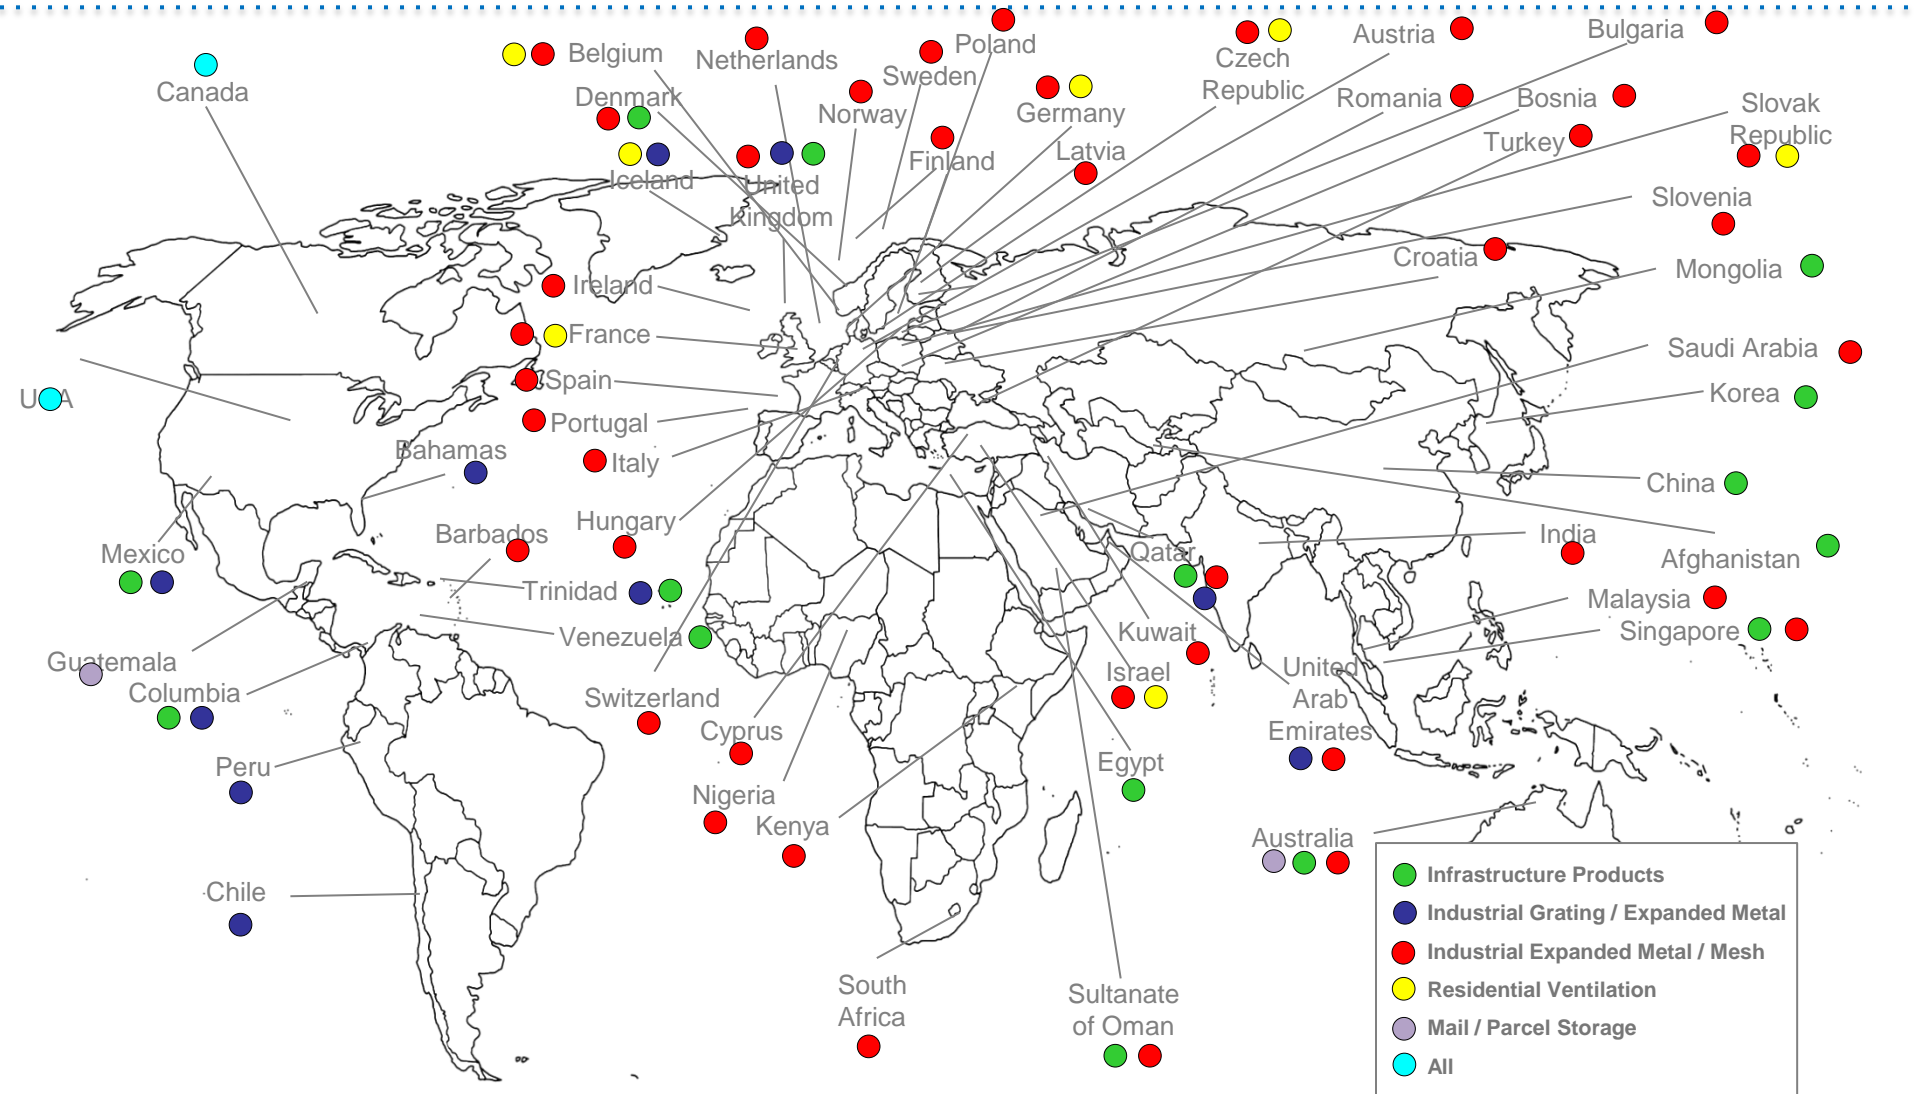 Canada
Belgium
Netherlands
Poland
Sweden
Czech
Republic
Austria
Bulgaria
Denmark
Norway
Germany
Romania
Bosnia
Slovak
Republic
Iceland
United
Kingdom
Finland
Latvia
Turkey
Slovenia
Croatia
Mongolia
Ireland
France
Saudi Arabia
Spain
Korea
Portugal
Bahamas
Italy
China
Barbados
Hungary
India
Mexico
Qatar
Afghanistan
Trinidad
Malaysia
Venezuela
Kuwait
Singapore
Guatemala
Columbia
Switzerland
Israel
United
Arab
Emirates
Cyprus
Peru
Egypt
Nigeria
Kenya
Australia
Chile
South
Africa
Sultanate
of Oman
Infrastructure Products
Industrial Grating / Expanded Metal
Industrial Expanded Metal / Mesh
Residential Ventilation
Mail / Parcel Storage
All